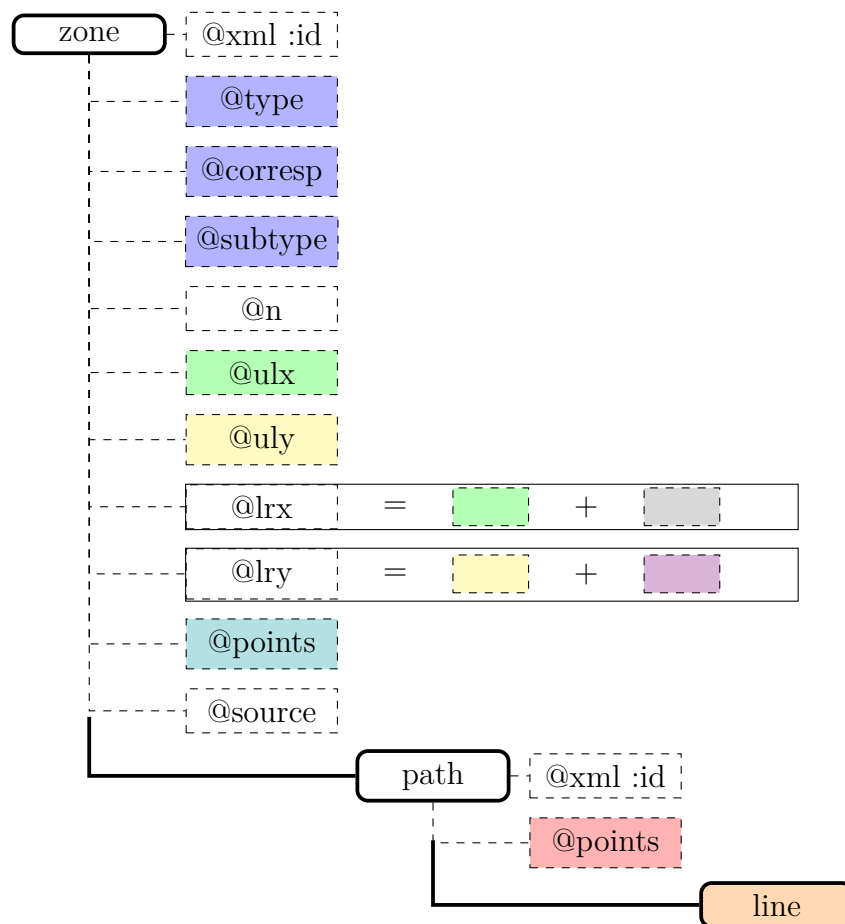 zone @xml :id
@type
@corresp
@subtype
@n
@ulx
@uly
@lrx = +
@lry = +
@points
@source
path @xml :id
@points
line